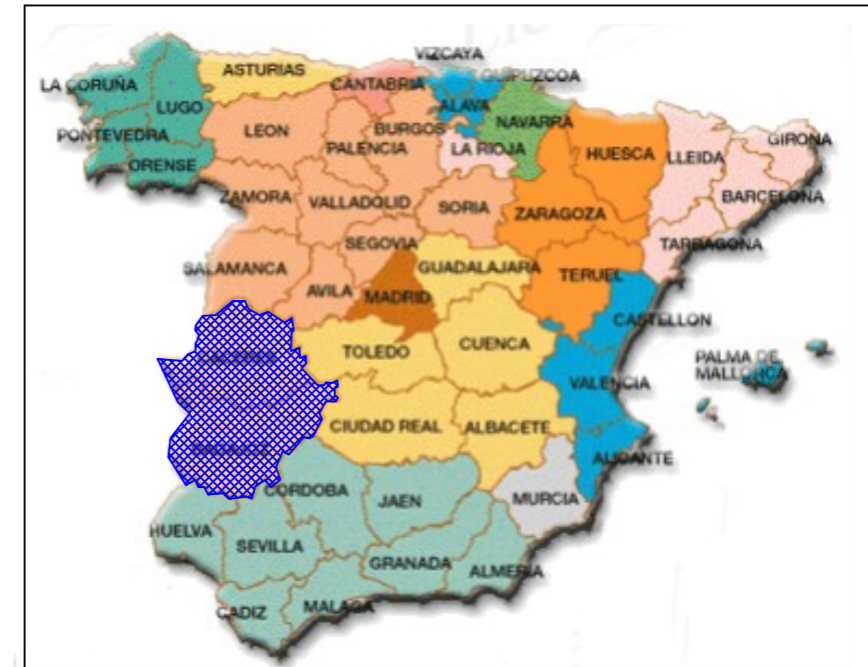 VIZCAYA
ASTURIAS
CANTABRIA
GUIPUZCOA
LA CORUÑA
LUGO
ALAVA
NAVARRA
GIRONA
LEON
BURGOS
PONTEVEDRA
PALENCIA
LA RIOJA
HUESCA
LLEIDA
ORENSE
ZAMORA
VALLADOLID
SORIA
ZARAGOZA
BARCELONA
SEGOVIA
TARRAGONA
SALAMANCA
GUADALAJARA
TERUEL
AVILA
MADRID
CASTELLON
TOLEDO
CUENCA
PALMA DE
MALLORCA
VALENCIA
CIUDAD REAL
ALBACETE
ALICANTE
CORDOBA
JAEN
MURCIA
HUELVA
SEVILLA
GRANADA
ALMERIA
CADIZ
MALAGA